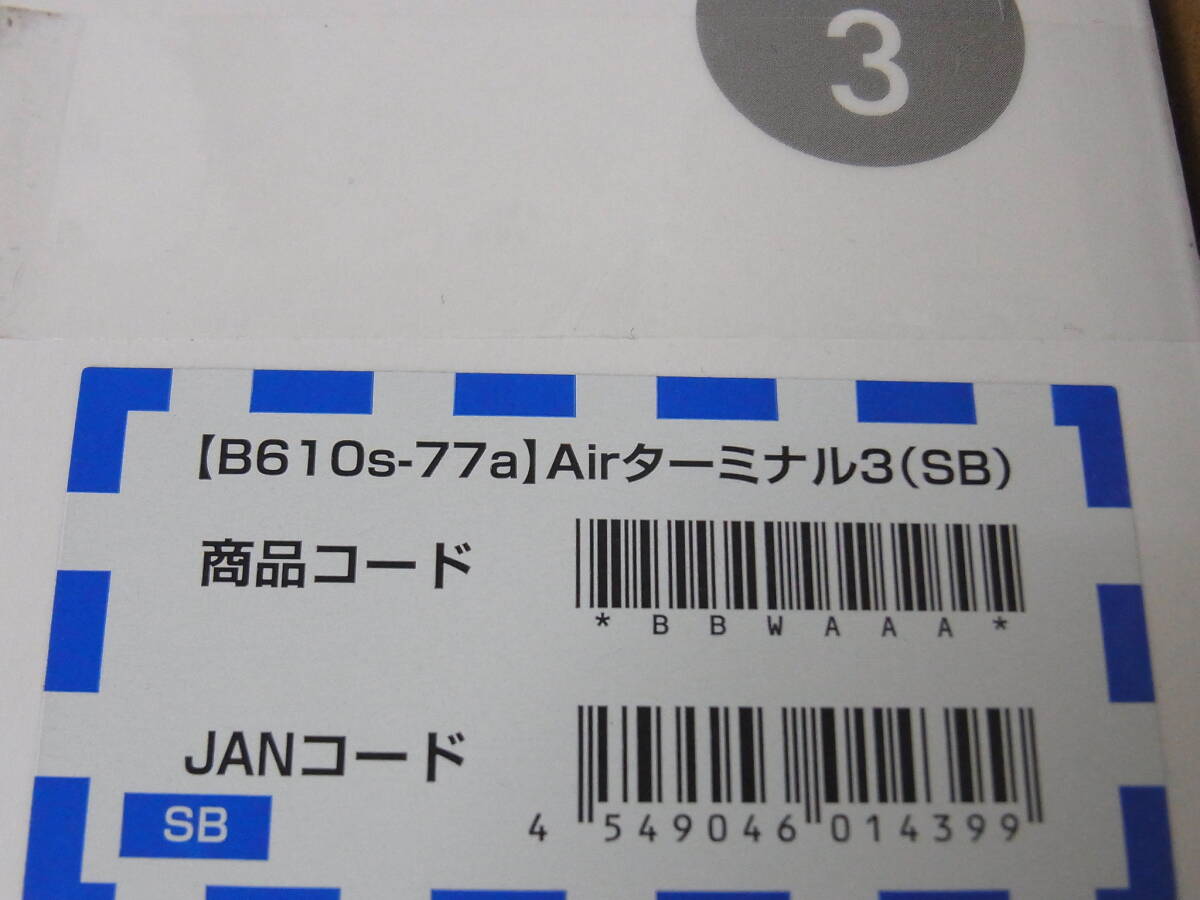 3
【B610s-77a】Airターミナル3(SB)
商品コード
*BBWAAA*
JANコード
SB
4 549046 014399